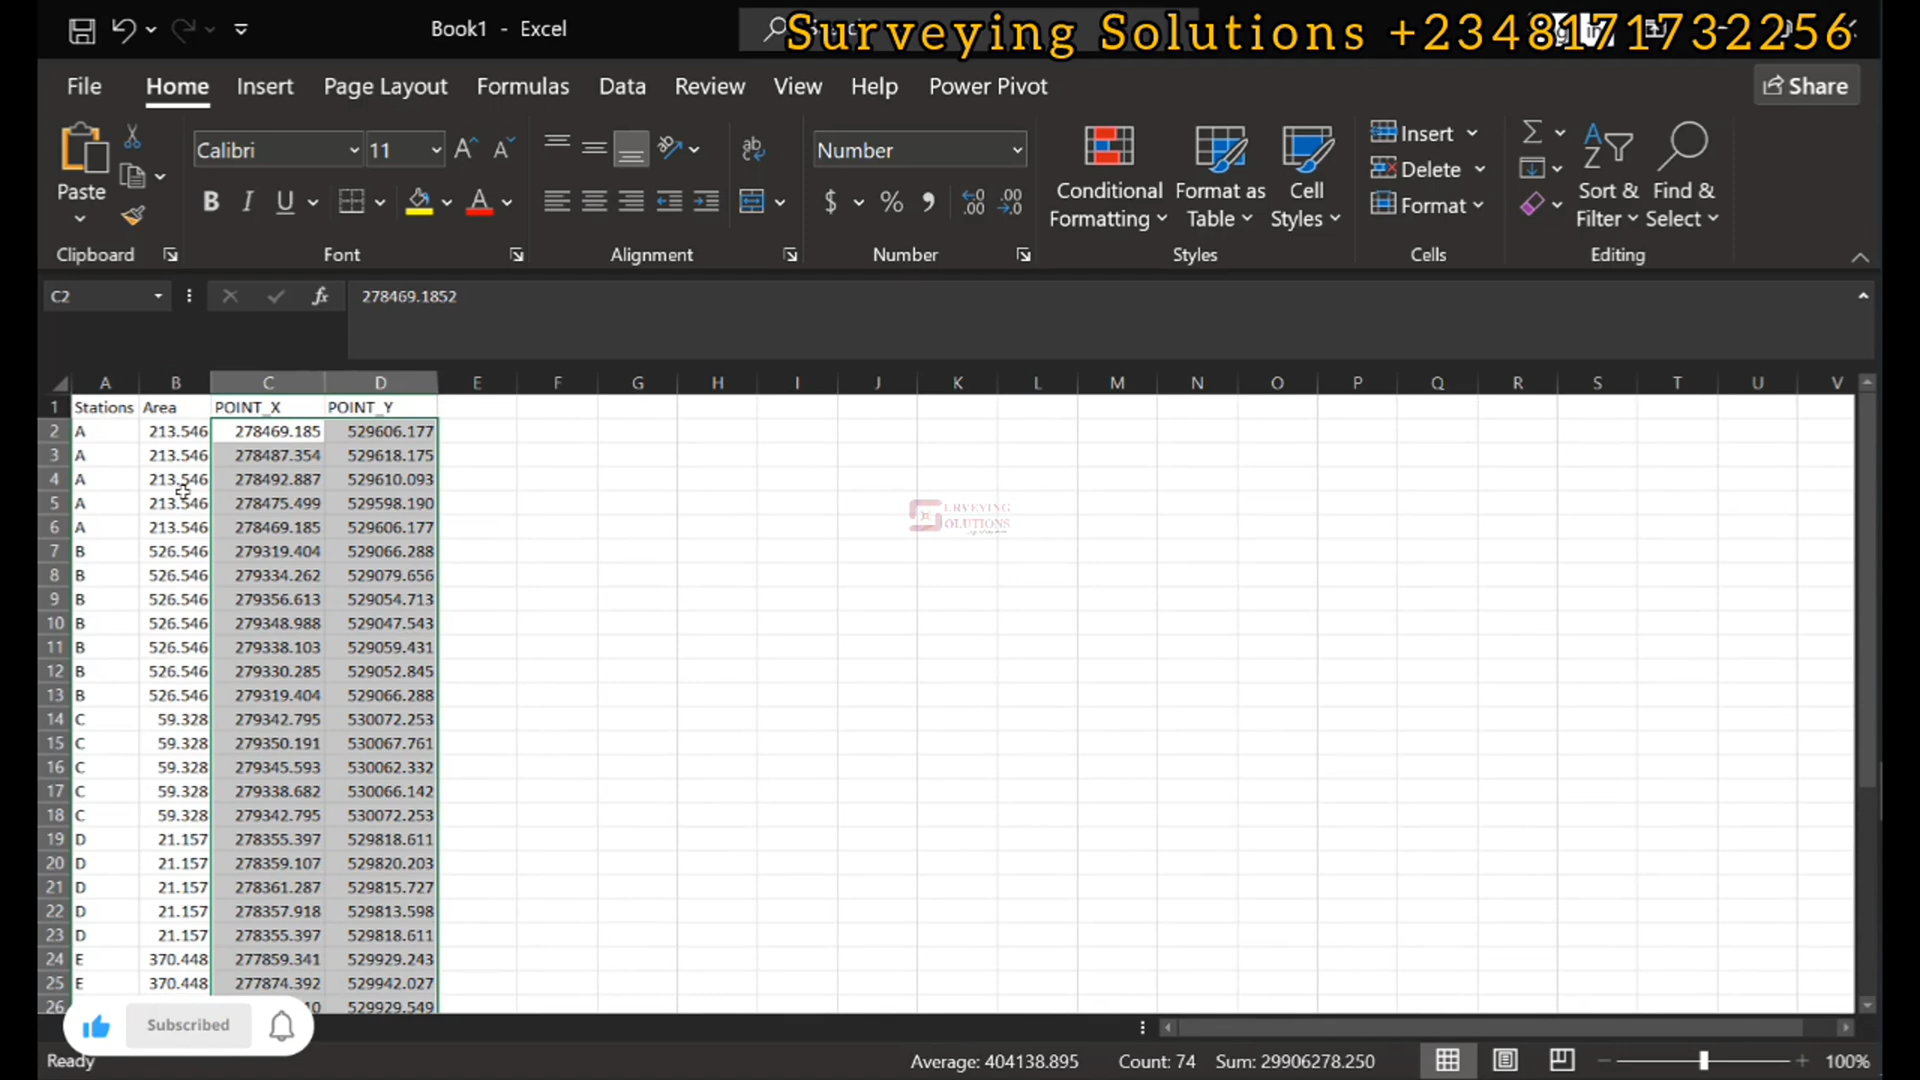 Book1 - Excel
Surveying Solutions +2348171732256
File Home Insert Page Layout Formulas Data Review View Help Power Pivot Share
Calibri 11
Number
Paste
Conditional Formatting
Format as Table
Cell Styles
Insert
Delete
Format
Sort & Filter
Find & Select
Clipboard Font Alignment Number Styles Cells Editing
C2 fx 278469.1852
A B C D E F G H I J K L M N O P Q R S T U V
1 Stations Area POINT_X POINT_Y
2 A 213.546 278469.185 529606.177
3 A 213.546 278487.354 529618.175
4 A 213.546 278492.887 529610.093
5 A 213.546 278475.499 529598.190
6 A 213.546 278469.185 529606.177
7 B 526.546 279319.404 529066.288
8 B 526.546 279334.262 529079.656
9 B 526.546 279356.613 529054.713
10 B 526.546 279348.988 529047.543
11 B 526.546 279338.103 529059.431
12 B 526.546 279330.285 529052.845
13 B 526.546 279319.404 529066.288
14 C 59.328 279342.795 530072.253
15 C 59.328 279350.191 530067.761
16 C 59.328 279345.593 530062.332
17 C 59.328 279338.682 530066.142
18 C 59.328 279342.795 530072.253
19 D 21.157 278355.397 529818.611
20 D 21.157 278359.107 529820.203
21 D 21.157 278361.287 529815.727
22 D 21.157 278357.918 529813.598
23 D 21.157 278355.397 529818.611
24 E 370.448 277859.341 529929.243
25 E 370.448 277874.392 529942.027
26 529929.549
SURVEYING
SOLUTIONS
Subscribed
Ready Average: 404138.895 Count: 74 Sum: 29906278.250 100%